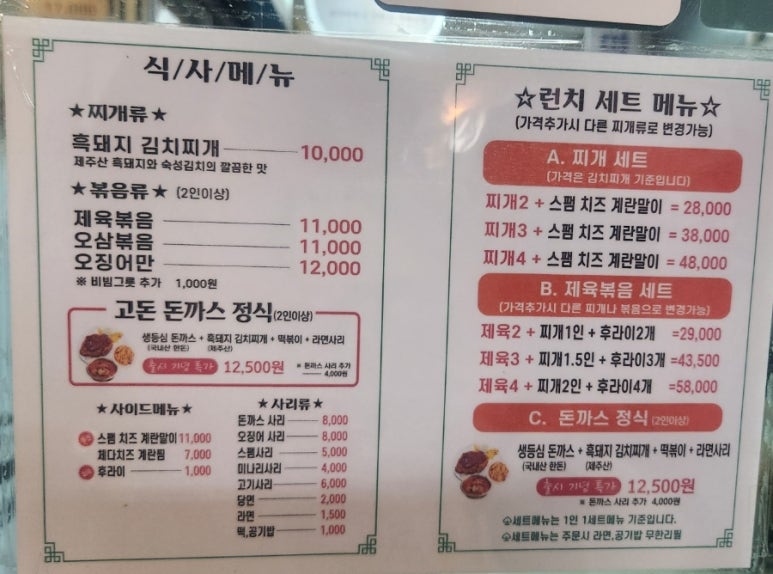 식/사/메/뉴
★찌개류★
흑돼지 김치찌개 10,000
제주산 흑돼지와 숙성김치의 깔끔한 맛
★볶음류★ (2인이상)
제육볶음 11,000
오삼볶음 11,000
오징어만 12,000
※ 비빔그릇 추가 1,000원
고돈 돈까스 정식(2인이상)
생등심 돈까스 + 흑돼지 김치찌개 + 떡볶이 + 라면사리
(국내산 한돈) (제주산)
출시 기념 특가 12,500원
※ 돈까스 사리 추가
4,000원
★사이드메뉴★
스팸 치즈 계란말이 11,000
체다치즈 계란찜 7,000
후라이 1,000
★사리류★
돈까스 사리 8,000
오징어 사리 8,000
스팸사리 5,000
미나리사리 4,000
고기사리 6,000
당면 2,000
라면 1,500
떡,공기밥 1,000
☆런치 세트 메뉴☆
(가격추가시 다른 찌개류로 변경가능)
A. 찌개 세트
(가격은 김치찌개 기준입니다)
찌개2 + 스팸 치즈 계란말이 = 28,000
찌개3 + 스팸 치즈 계란말이 = 38,000
찌개4 + 스팸 치즈 계란말이 = 48,000
B. 제육볶음 세트
(가격추가시 다른 찌개나 볶음으로 변경가능)
제육2 + 찌개1인 + 후라이2개 =29,000
제육3 + 찌개1.5인 + 후라이3개 =43,500
제육4 + 찌개2인 + 후라이4개 =58,000
C. 돈까스 정식 (2인이상)
생등심 돈까스 + 흑돼지 김치찌개 + 떡볶이 + 라면사리
(국내산 한돈) (제주산)
출시 기념 특가 12,500원
※ 돈까스 사리 추가 4,000원
세트메뉴는 1인 1세트메뉴 기준입니다.
세트메뉴는 주문시 라면,공기밥 무한리필